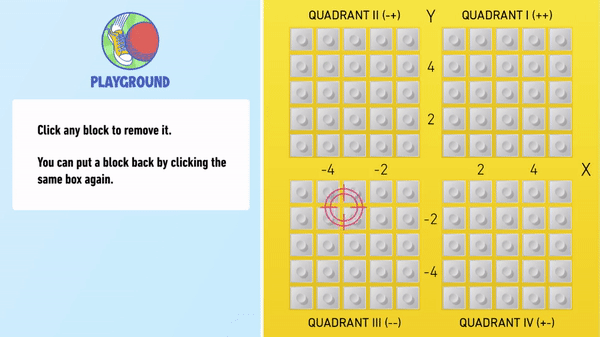 PLAYGROUND
Click any block to remove it.
You can put a block back by clicking the
same box again.
QUADRANT II (-+) Y QUADRANT I (++)
4
2
-4 -2 2 4 X
-2
-4
QUADRANT III (--) QUADRANT IV (+-)